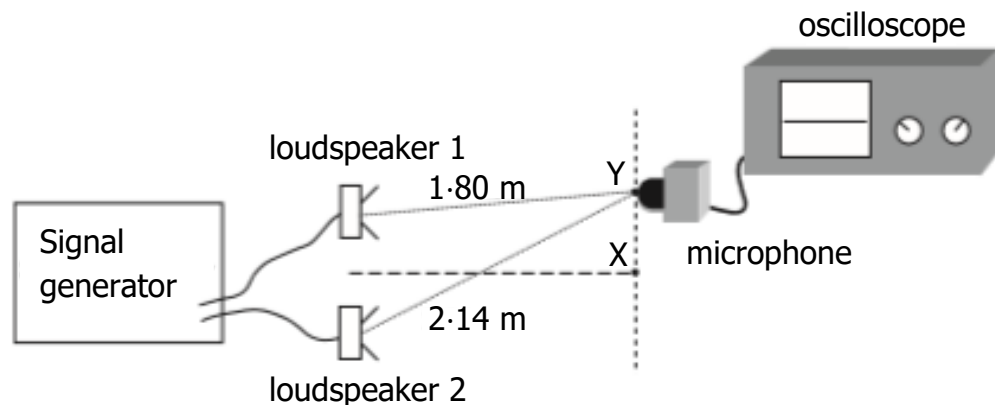 oscilloscope
loudspeaker 1
Y
1·80 m
Signal
generator
X
microphone
2·14 m
loudspeaker 2